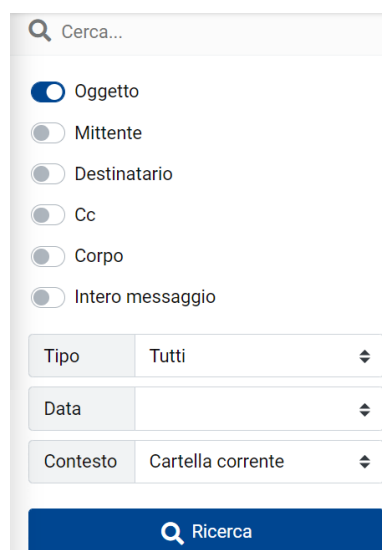 Cerca...
Oggetto
Mittente
Destinatario
Cc
Corpo
Intero messaggio
Tipo Tutti
Data
Contesto Cartella corrente
Ricerca